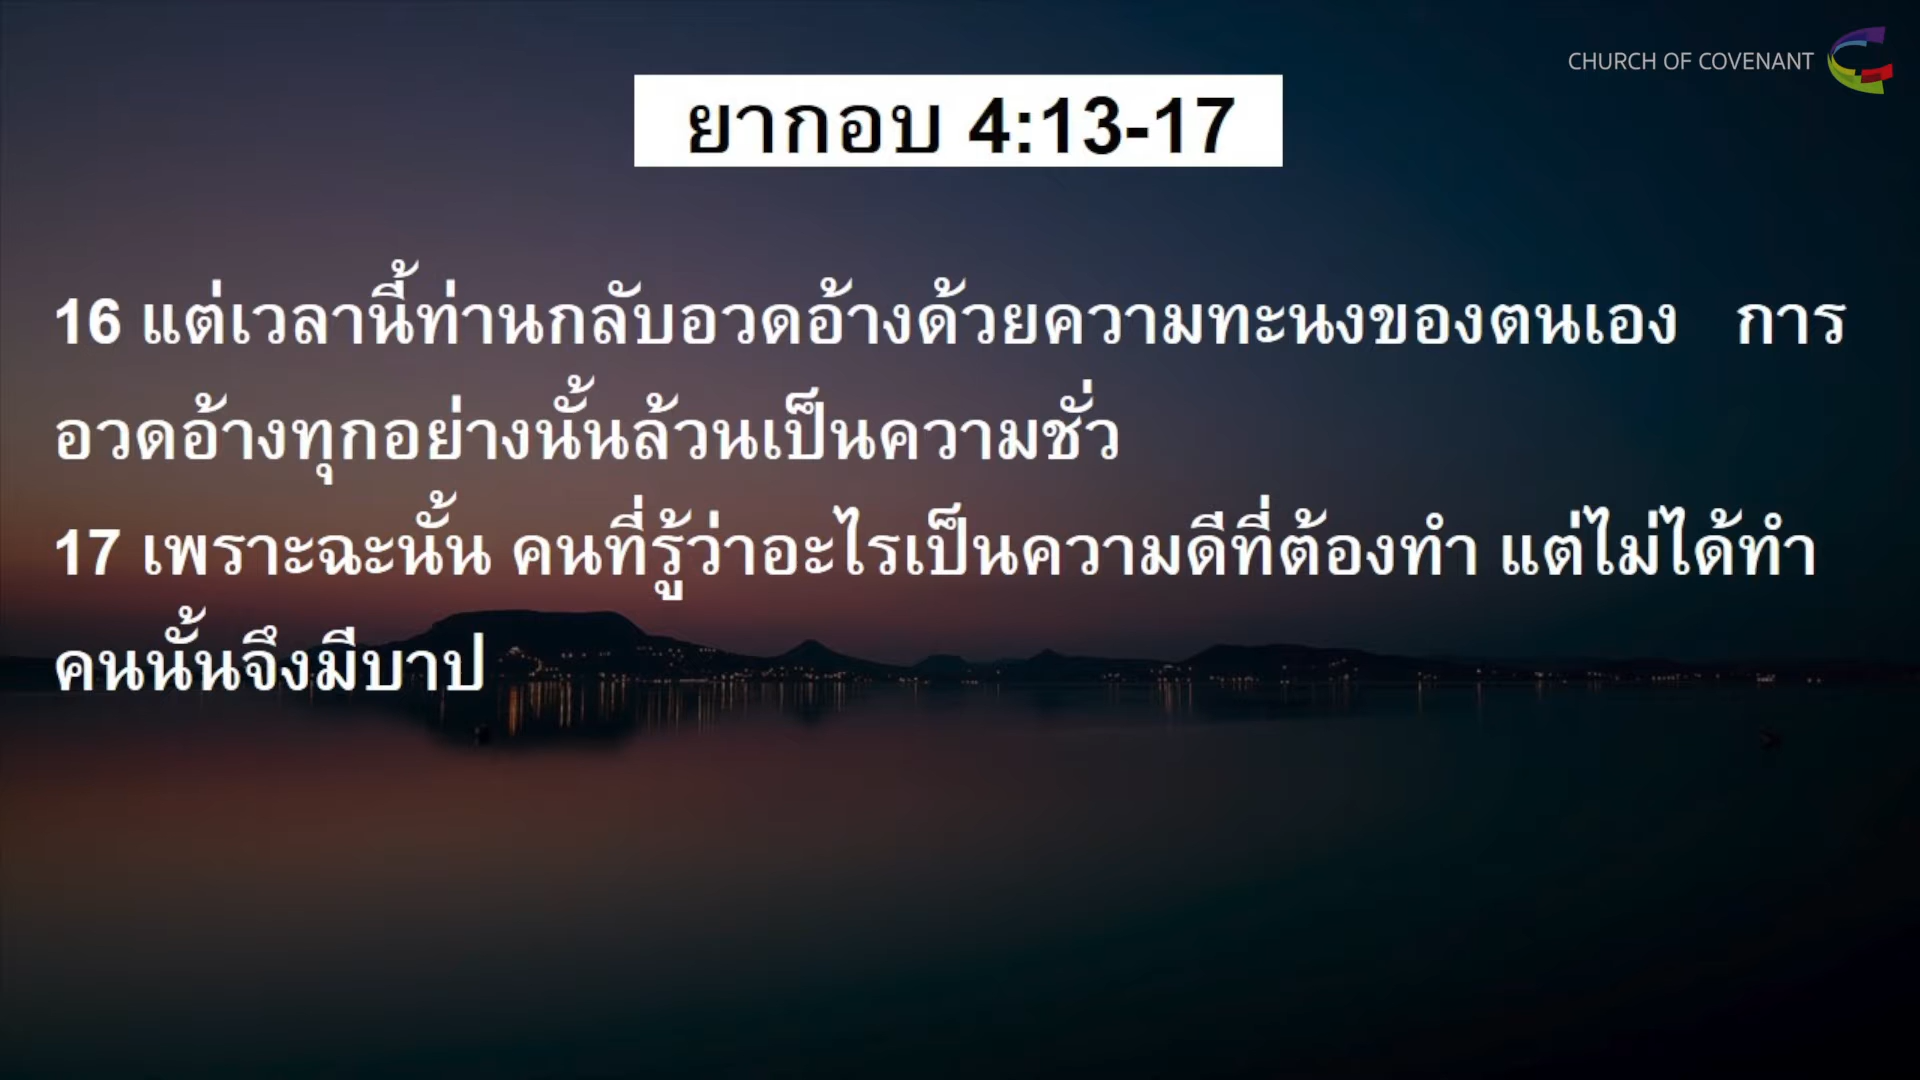 CHURCH OF COVENANT
ยากอบ 4:13-17
16 แต่เวลานี้ท่านกลับอวดอ้างด้วยความทะนงของตนเอง การ
อวดอ้างทุกอย่างนั้นล้วนเป็นความชั่ว
17 เพราะฉะนั้น คนที่รู้ว่าอะไรเป็นความดีที่ต้องทำ แต่ไม่ได้ทำ
คนนั้นจึงมีบาป